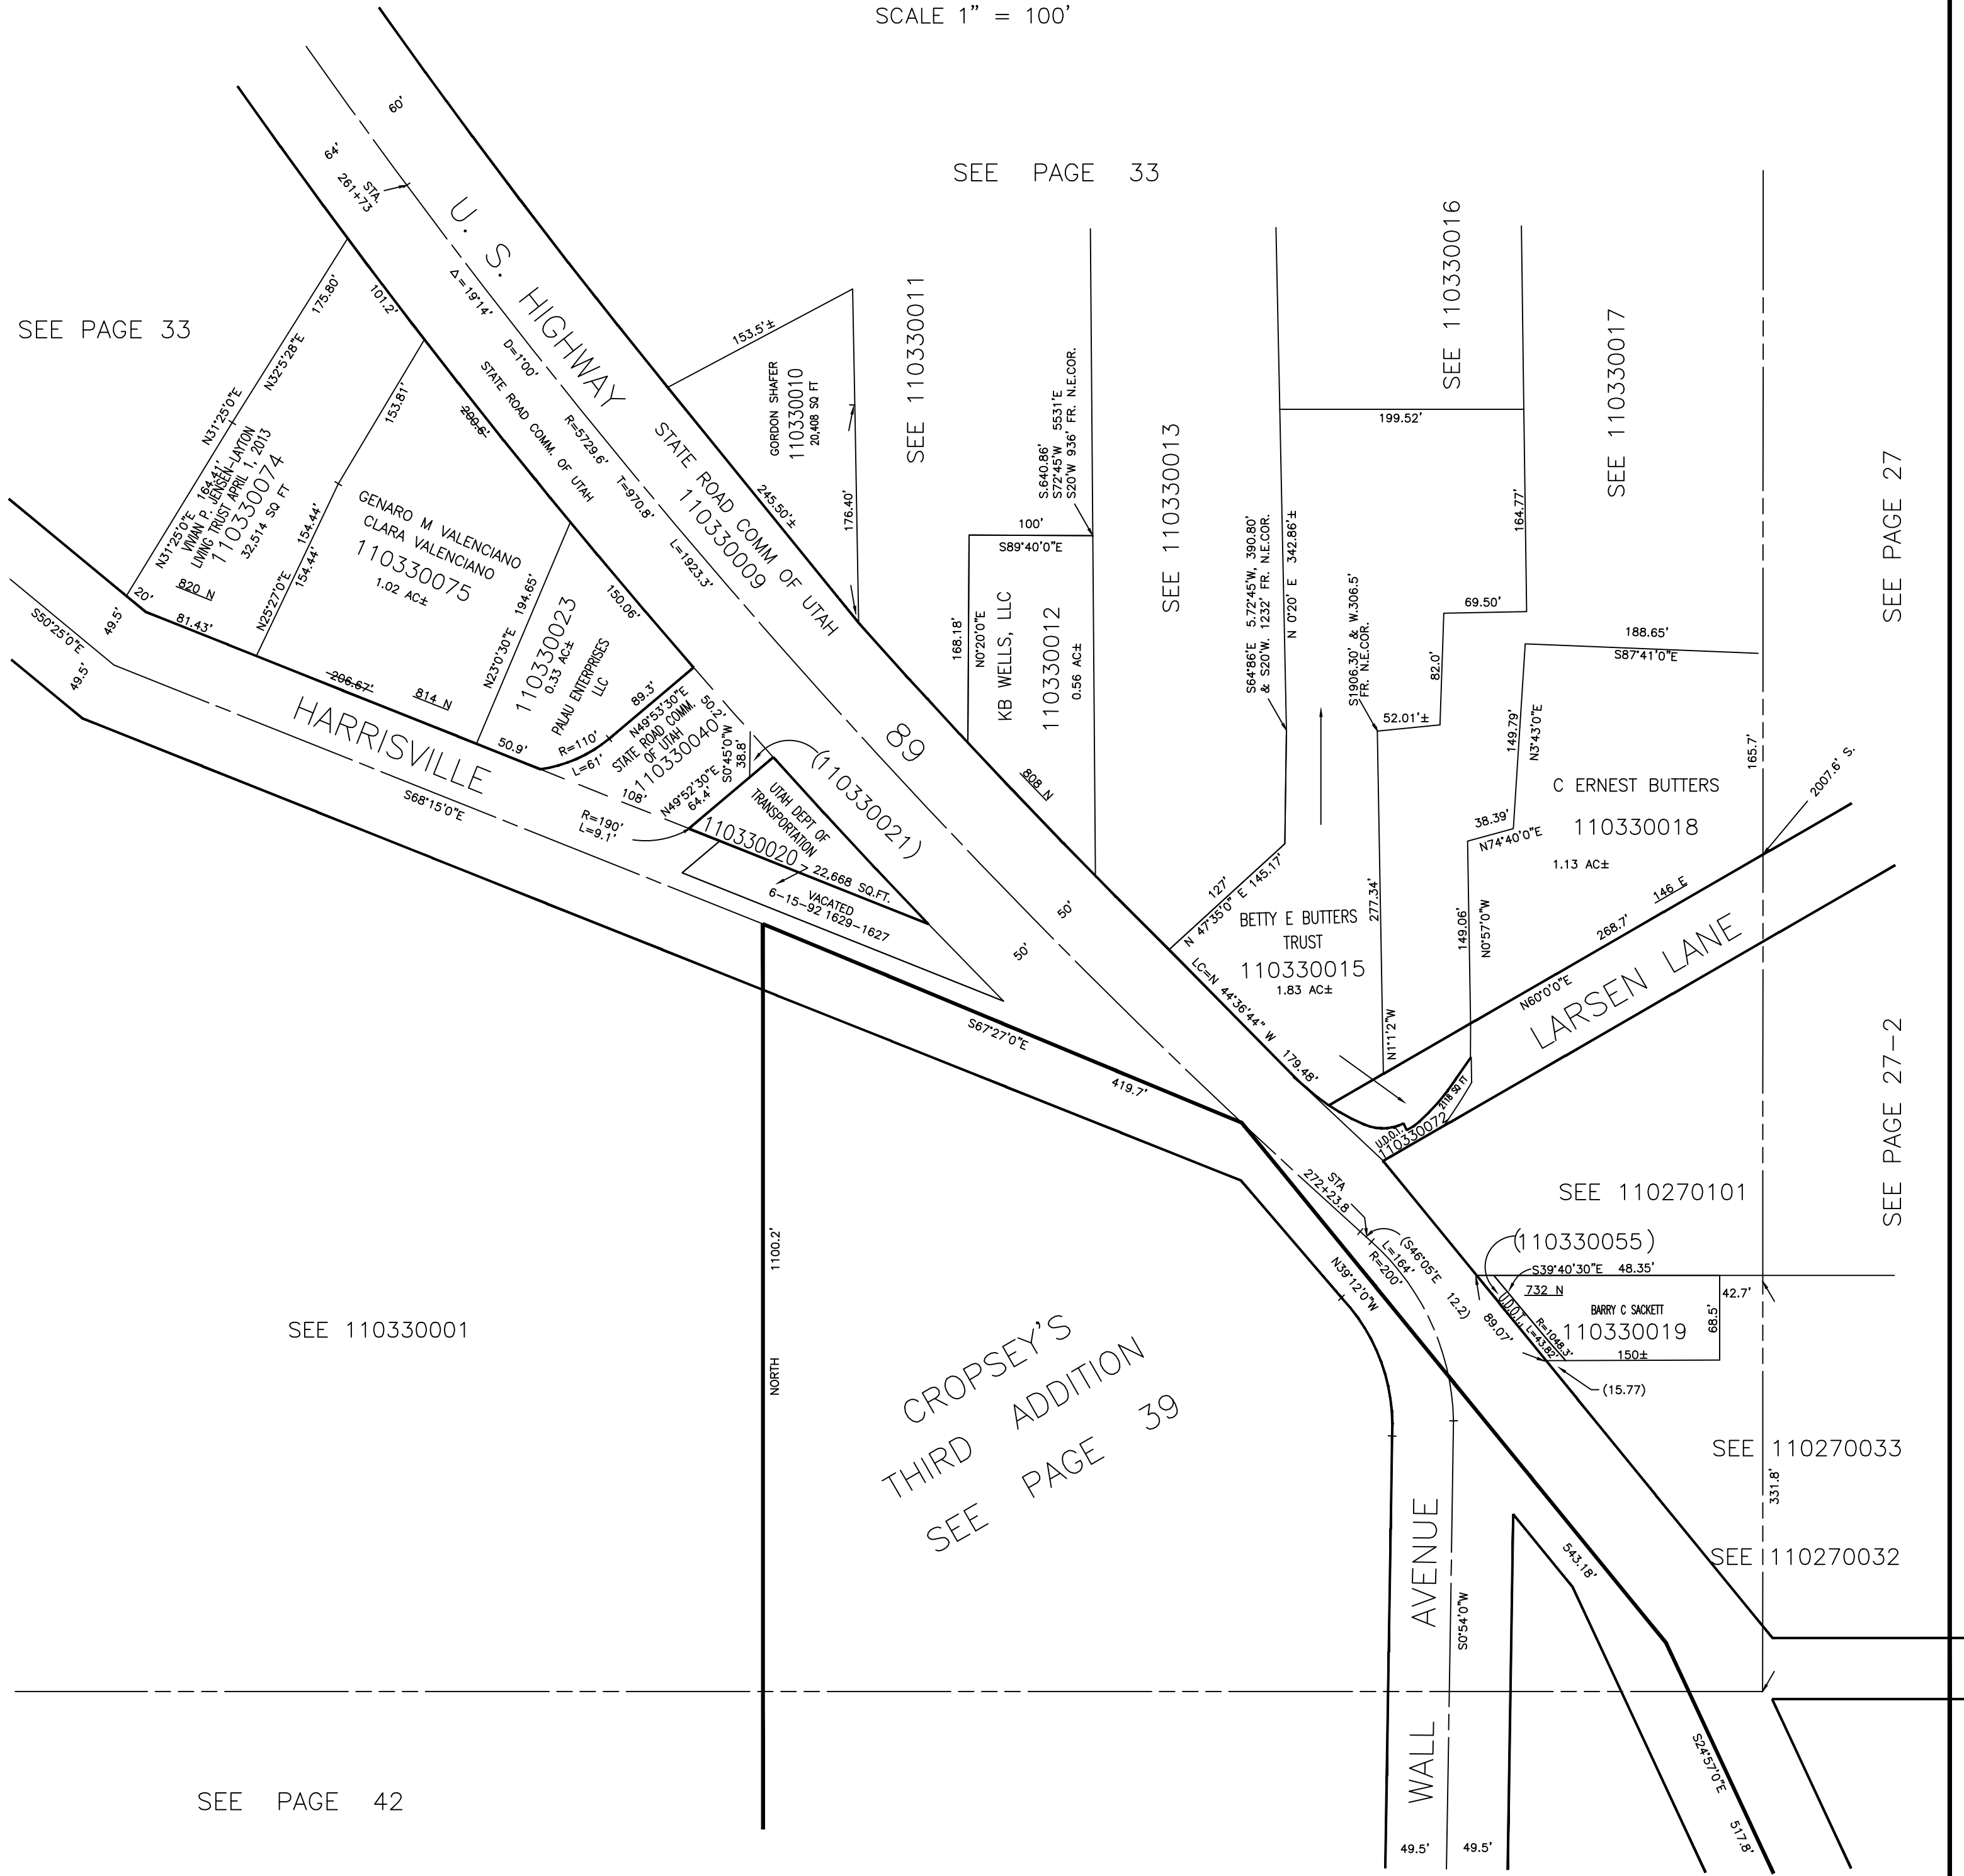 SCALE 1" = 100'
60'
64'
STA.
261+73
SEE PAGE 33
SEE PAGE 33
U. S. HIGHWAY
89
Δ=19°14'
D=1°00'
R=5729.6'
T=970.8'
L=1923.3'
STATE ROAD COMM. OF UTAH
STATE ROAD COMM OF UTAH
110330009
101.2'
175.80'
N32°5'28"E
N31°25'0"E
164.41'
N31°25'0"E
VIVIAN P. JENSEN-LAYTON
LIVING TRUST APRIL 1, 2013
110330074
32,514 SQ FT
820 N
20'
81.43'
49.5'
49.5'
S50°25'0"E
153.81'
154.44'
154.44'
N25°27'0"E
200.6'
GENARO M VALENCIANO
CLARA VALENCIANO
110330075
1.02 AC±
206.67'
814 N
194.65'
N23°0'30"E
150.06'
110330023
0.33 AC±
PALAU ENTERPRISES
LLC
50.9'
R=110'
L=61'
89.3'
N49°53'30"E
STATE ROAD COMM.
OF UTAH
110330040
50.2'
S0°45'0"W
38.8'
108'
N49°52'30"E
64.4'
R=190'
L=9.1'
(110330021)
UTAH DEPT OF
TRANSPORTATION
110330020
22,668 SQ.FT.
VACATED
6-15-92 1629-1627
HARRISVILLE
S68°15'0"E
153.5'±
GORDON SHAFER
110330010
20,408 SQ FT
176.40'
245.50'±
SEE 110330011
S.640.86'
S72°45'W 5531'E
S20'W 936' FR. N.E.COR.
100'
S89°40'0"E
168.18'
N0°20'0"E
KB WELLS, LLC
110330012
0.56 AC±
808 N
SEE 110330013
SEE 110330016
SEE 110330017
199.52'
164.77'
N 0°20' E 342.86'±
S64'86'E 5.72°45'W, 390.80'
& S20'W. 1232' FR. N.E.COR.
S1906.30' & W.306.5'
FR. N.E.COR.
69.50'
82.0'
52.01'±
188.65'
S87°41'0"E
149.79'
N3°43'0"E
38.39'
N74°40'0"E
C ERNEST BUTTERS
110330018
1.13 AC±
165.7'
2007.6' S.
SEE PAGE 27
127'
N 47°35'0" E 145.17'
BETTY E BUTTERS
TRUST
110330015
1.83 AC±
277.34'
N1°1'2"W
149.06'
N0°57'0"W
146 E
268.7'
N60°0'0"E
LARSEN LANE
50'
50'
LC=N 44°36'44" W 179.48'
S67°27'0"E
419.7'
2118 SQ FT
U.D.O.T.
110330072
SEE PAGE 27-2
SEE 110270101
STA
272+23.8
(S46°05'E 12.2)
L=164'
R=200'
N39°12'0"W
(110330055)
S39°40'30"E 48.35'
732 N
42.7'
U.D.O.T.
R=1048.3'
L=43.82'
BARRY C SACKETT
110330019
68.5'
150±
89.07'
(15.77)
SEE 110330001
1100.2'
NORTH
CROPSEY'S
THIRD ADDITION
SEE PAGE 39
SEE 110270033
331.8'
SEE 110270032
543.18'
WALL AVENUE
S0°54'0"W
S24°57'0"E
517.8'
SEE PAGE 42
49.5'
49.5'